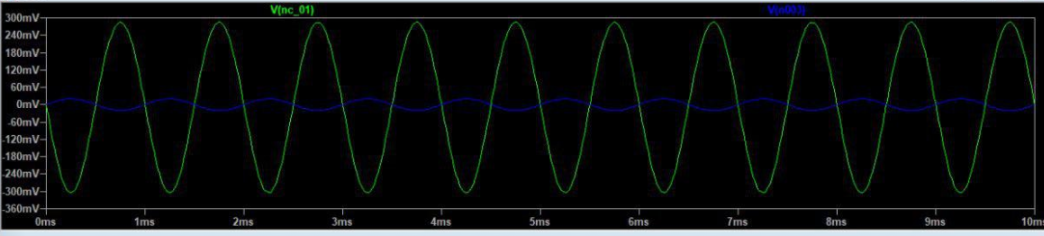 V(nc_01) V(n003)
300mV
240mV
180mV
120mV
60mV
0mV
-60mV
-120mV
-180mV
-240mV
-300mV
-360mV
0ms 1ms 2ms 3ms 4ms 5ms 6ms 7ms 8ms 9ms 10ms